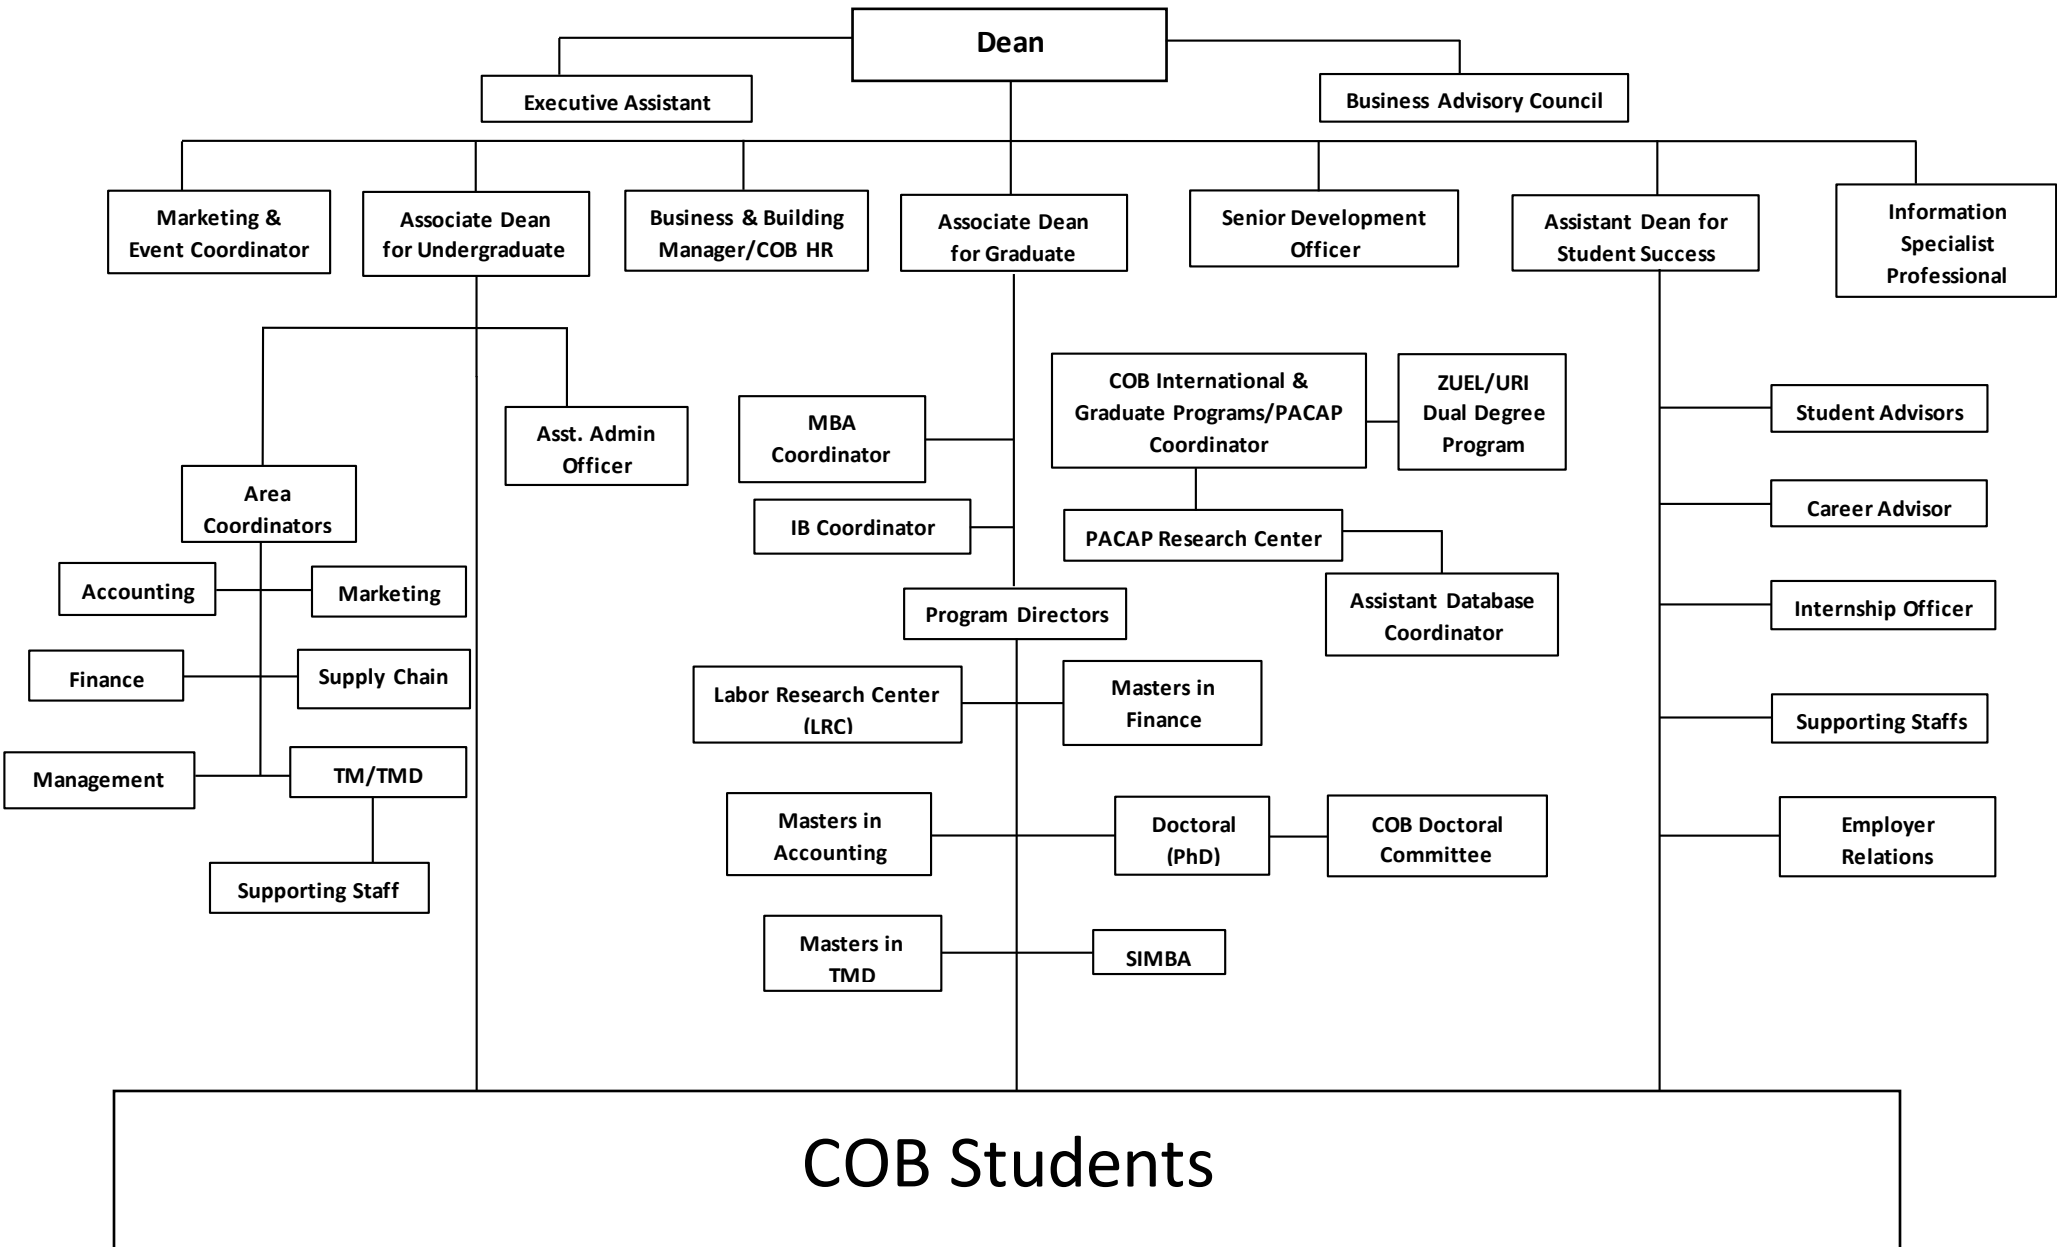 Dean
Executive Assistant
Business Advisory Council
Marketing &
Event Coordinator
Associate Dean
for Undergraduate
Business & Building
Manager/COB HR
Associate Dean
for Graduate
Senior Development
Officer
Assistant Dean for
Student Success
Information
Specialist
Professional
Area
Coordinators
Asst. Admin
Officer
Accounting
Marketing
Finance
Supply Chain
Management
TM/TMD
Supporting Staff
MBA
Coordinator
IB Coordinator
COB International &
Graduate Programs/PACAP
Coordinator
ZUEL/URI
Dual Degree
Program
PACAP Research Center
Assistant Database
Coordinator
Program Directors
Labor Research Center
(LRC)
Masters in
Finance
Masters in
Accounting
Doctoral
(PhD)
COB Doctoral
Committee
Masters in
TMD
SIMBA
Student Advisors
Career Advisor
Internship Officer
Supporting Staffs
Employer
Relations
COB Students